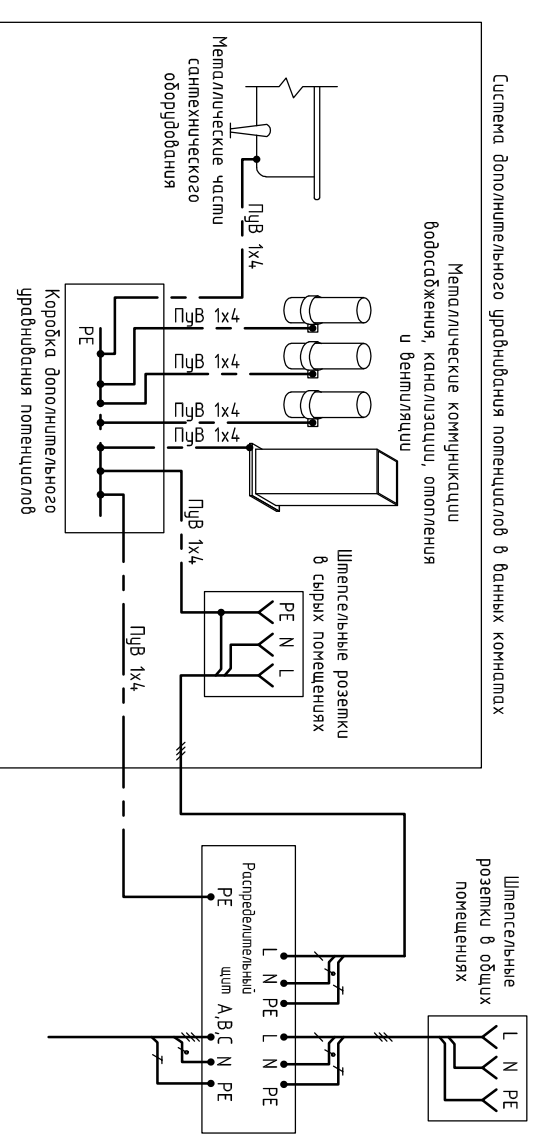 Система дополнительного уравнивания потенциалов в ванных комнатах
Металлические коммуникации
водосабжения, канализации, отопления
и вентиляции
Металлические части
сантехнического
оборудования
ПуВ 1х4
ПуВ 1х4
ПуВ 1х4
ПуВ 1х4
ПуВ 1х4
PE
Коробка дополнительного
уравнивания потенциалов
ПуВ 1х4
ПуВ 1х4
Штепсельные розетки
в сырых помещениях
PE N L
Штепсельные
розетки в общих
помещениях
L N PE
L N PE L N PE
Распределительный
щит
PE
A,B,C N PE